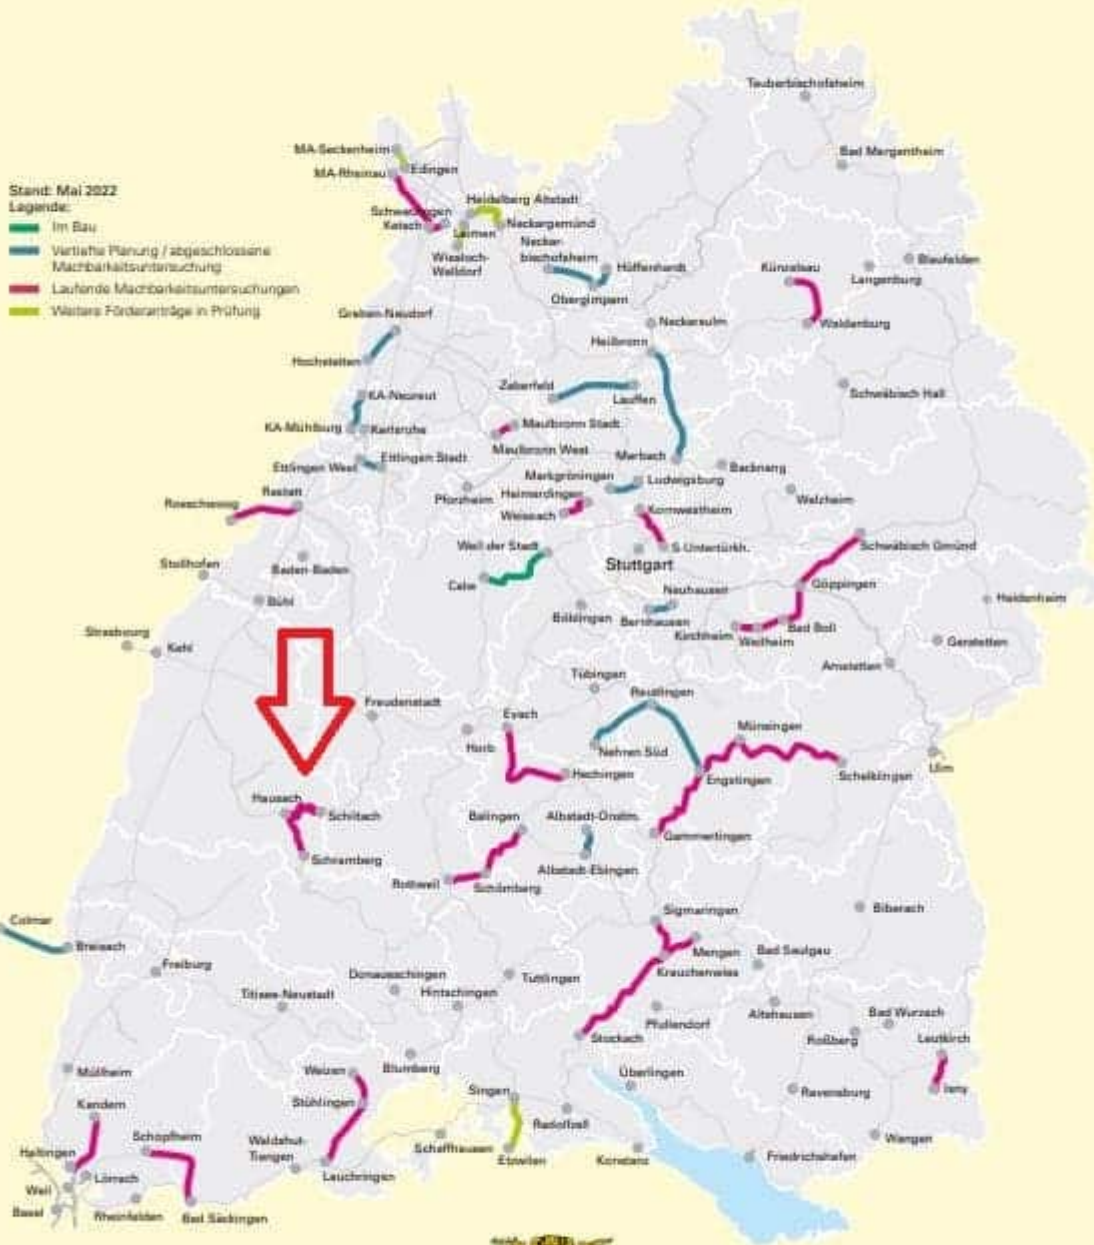 Tauberbischofsheim
MA-Seckenheim
Bad Mergentheim
Edingen
MA-Rheinau
Stand: Mai 2022
Legende:
Im Bau
Vertiefte Planung / abgeschlossene
Machbarkeitsuntersuchung
Laufende Machbarkeitsuntersuchungen
Weitere Förderanträge in Prüfung
Heidelberg Altstadt
Schwetzingen
Ketsch
Leimen
Neckargemünd
Wiesloch-
Walldorf
Necker-
bischofsheim
Hüffenhardt
Obergimpern
Künzelsau
Langenburg
Blaufelden
Waldenburg
Graben-Neudorf
Hochstetten
Neckarsulm
Heilbronn
Zaberfeld
Lauffen
Schwäbisch Hall
KA-Neureut
KA-Mühlburg
Karlsruhe
Maulbronn Stadt
Maulbronn West
Marbach
Backnang
Ettlingen West
Ettlingen Stadt
Markgröningen
Ludwigsburg
Welzheim
Pforzheim
Heimerdingen
Weissach
Kornwestheim
Rastatt
Roeschwoog
Weil der Stadt
S-Untertürkh.
Stuttgart
Schwäbisch Gmünd
Stollhofen
Baden-Baden
Calw
Göppingen
Bühl
Neuhausen
Böblingen
Bernhausen
Heidenheim
Kirchheim
Weilheim
Bad Boll
Strasbourg
Kehl
Gerstetten
Amstetten
Tübingen
Reutlingen
Freudenstadt
Eyach
Horb
Nehren Süd
Münsingen
Ulm
Hechingen
Engstingen
Schelklingen
Hausach
Schiltach
Balingen
Albstadt-Onstm.
Gammertingen
Schramberg
Albstadt-Ebingen
Rottweil
Schömberg
Colmar
Breisach
Sigmaringen
Biberach
Mengen
Krauchenwies
Bad Saulgau
Freiburg
Donaueschingen
Tuttlingen
Titisee-Neustadt
Hintschingen
Pfullendorf
Altshausen
Bad Wurzach
Stockach
Roßberg
Leutkirch
Müllheim
Weizen
Blumberg
Überlingen
Isny
Kandern
Stühlingen
Singen
Ravensburg
Radolfzell
Schopfheim
Waldshut-
Tiengen
Schaffhausen
Etzwilen
Konstanz
Wangen
Haltingen
Lörrach
Lauchringen
Friedrichshafen
Weil
Basel
Rheinfelden
Bad Säckingen